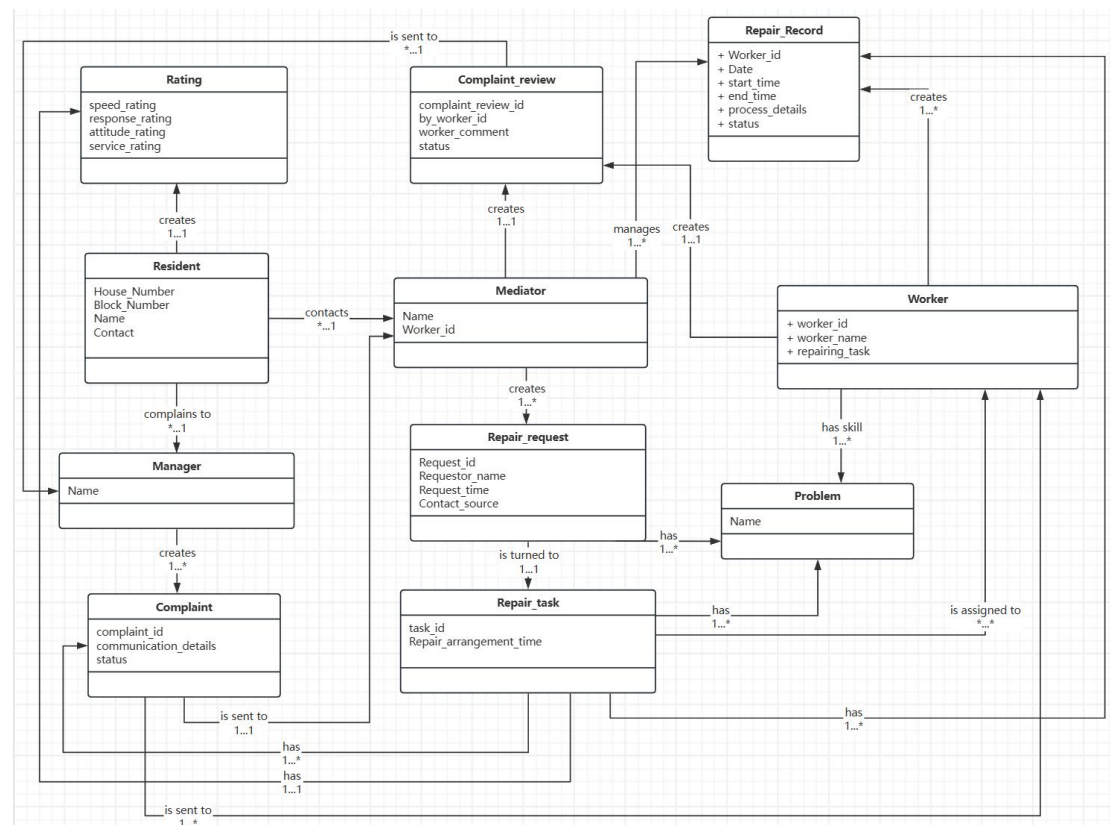 is sent to
*...1
Repair_Record
+ Worker_id
+ Date
+ start_time
+ end_time
+ process_details
+ status
Rating
speed_rating
response_rating
attitude_rating
service_rating
Complaint_review
complaint_review_id
by_worker_id
worker_comment
status
creates
1...*
creates
1...1
creates
1...1
manages
1...*
creates
1...1
Resident
House_Number
Block_Number
Name
Contact
contacts
*...1
Mediator
Name
Worker_id
Worker
+ worker_id
+ worker_name
+ repairing_task
complains to
*...1
creates
1...*
has skill
1...*
Manager
Name
Repair_request
Request_id
Requestor_name
Request_time
Contact_source
Problem
Name
has
1...*
creates
1...*
is turned to
1...1
Complaint
complaint_id
communication_details
status
Repair_task
task_id
Repair_arrangement_time
has
1...*
is assigned to
*...*
is sent to
1...1
has
1...*
has
1...*
has
1...1
is sent to
1...*